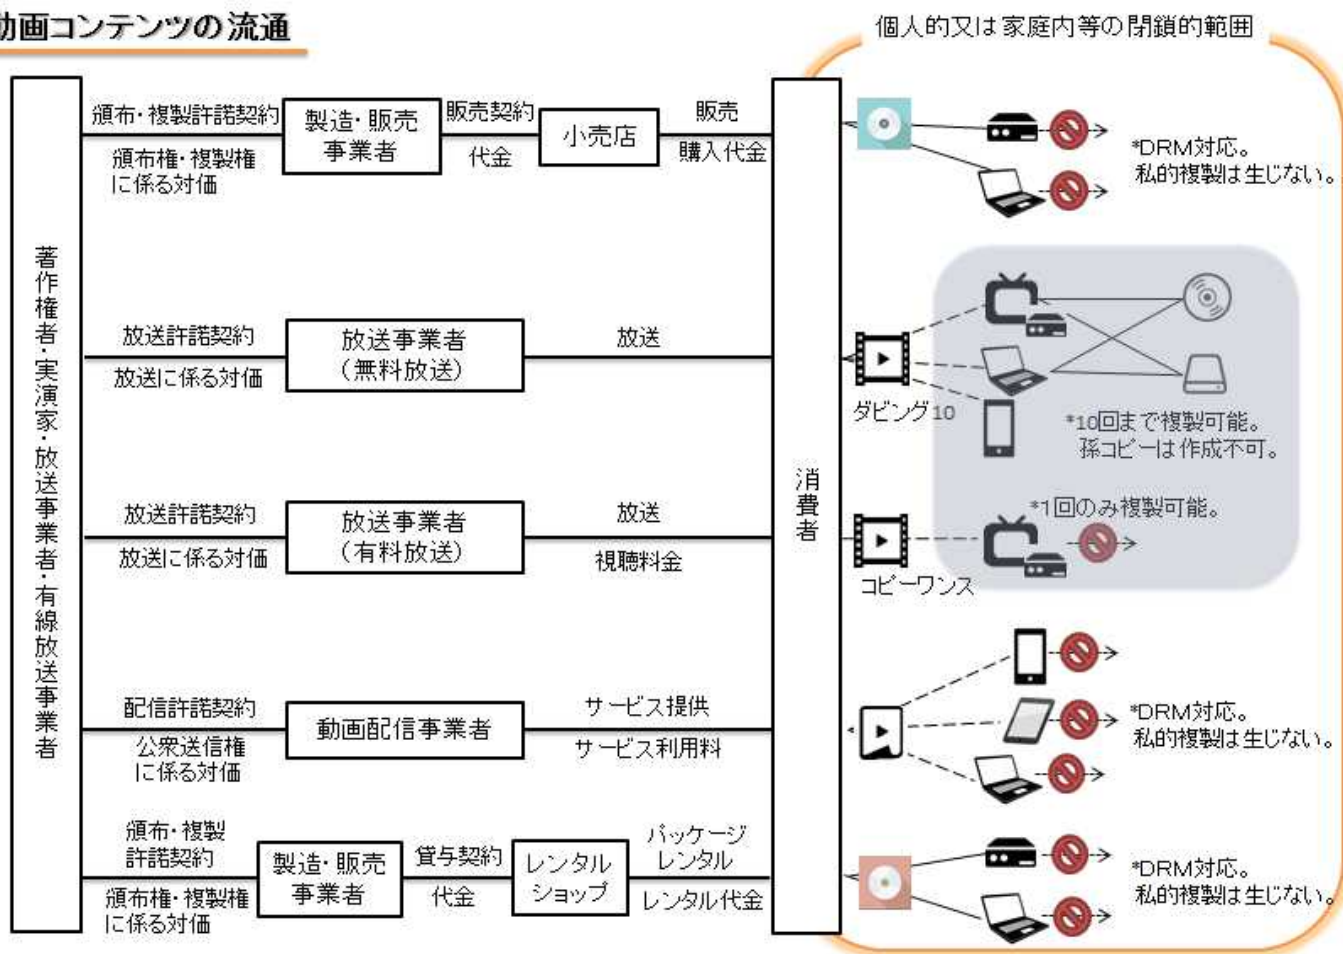 動画コンテンツの流通
個人的又は家庭内等の閉鎖的範囲
著作権者・実演家・放送事業者・有線放送事業者
頒布・複製許諾契約
頒布権・複製権
に係る対価
製造・販売
事業者
販売契約
代金
小売店
販売
購入代金
消費者
*DRM対応。
私的複製は生じない。
放送許諾契約
放送に係る対価
放送事業者
(無料放送)
放送
ダビング10
*10回まで複製可能。
孫コピーは作成不可。
放送許諾契約
放送に係る対価
放送事業者
(有料放送)
放送
視聴料金
コピーワンス
*1回のみ複製可能。
配信許諾契約
公衆送信権
に係る対価
動画配信事業者
サービス提供
サービス利用料
*DRM対応。
私的複製は生じない。
頒布・複製
許諾契約
頒布権・複製権
に係る対価
製造・販売
事業者
貸与契約
代金
レンタル
ショップ
パッケージ
レンタル
レンタル代金
*DRM対応。
私的複製は生じない。